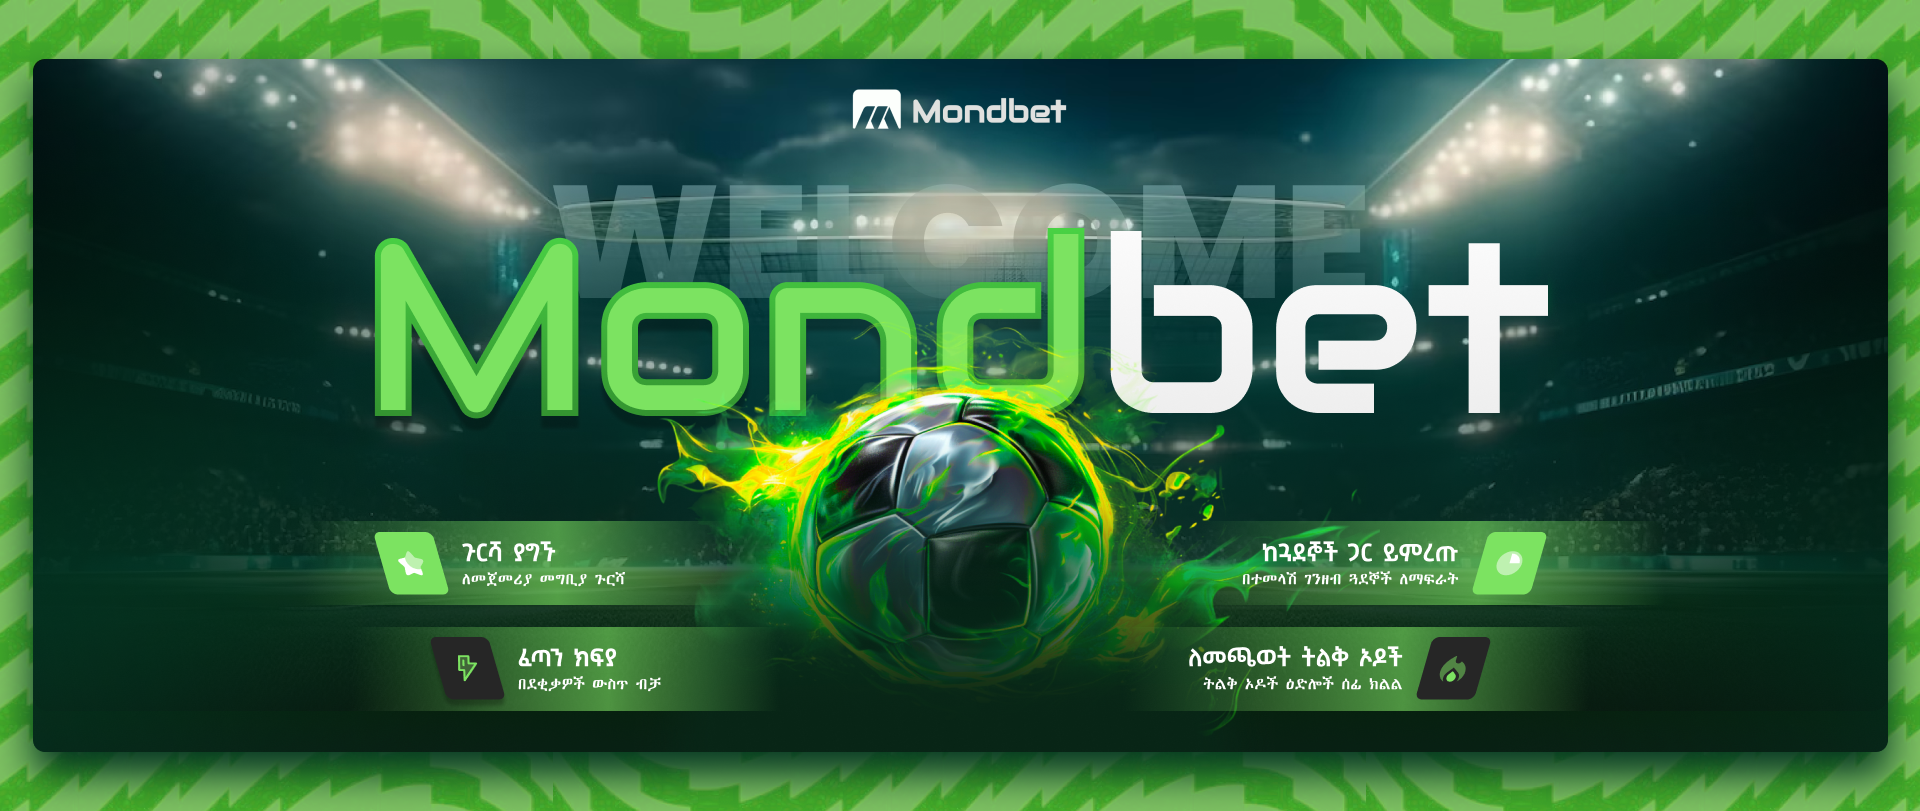 Mondbet
WELCOME
Mondbet
ጉርሻ ያግኙ
ለመጀመሪያ መግቢያ ጉርሻ
ከጓደኞች ጋር ይምረጡ
በተመላሽ ገንዘብ ጓደኞች ለማፍራት
ፈጣን ክፍያ
በደቂቃዎች ውስጥ ብቻ
ለመጫወት ትልቅ ኦዶች
ትልቅ ኦዶች ዕድሎች ሰፊ ክልል